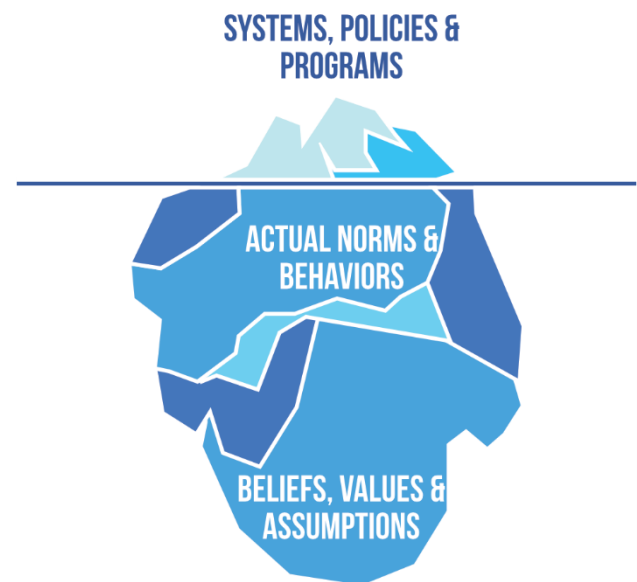 SYSTEMS, POLICIES &
PROGRAMS
ACTUAL NORMS &
BEHAVIORS
BELIEFS, VALUES &
ASSUMPTIONS